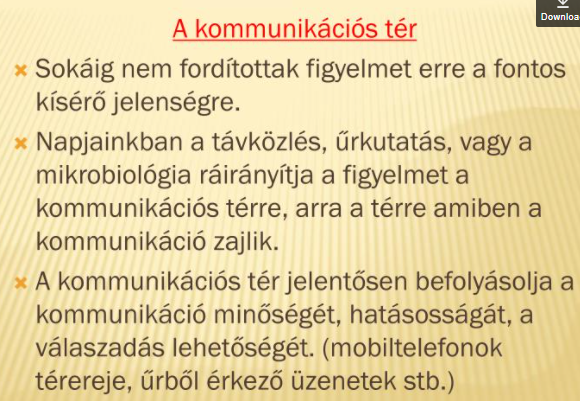 Downloa
A kommunikációs tér
× Sokáig nem fordítottak figyelmet erre a fontos
kísérő jelenségre.
× Napjainkban a távközlés, űrkutatás, vagy a
mikrobiológia ráirányítja a figyelmet a
kommunikációs térre, arra a térre amiben a
kommunikáció zajlik.
× A kommunikációs tér jelentősen befolyásolja a
kommunikáció minőségét, hatásosságát, a
válaszadás lehetőségét. (mobiltelefonok
térereje, űrből érkező üzenetek stb.)